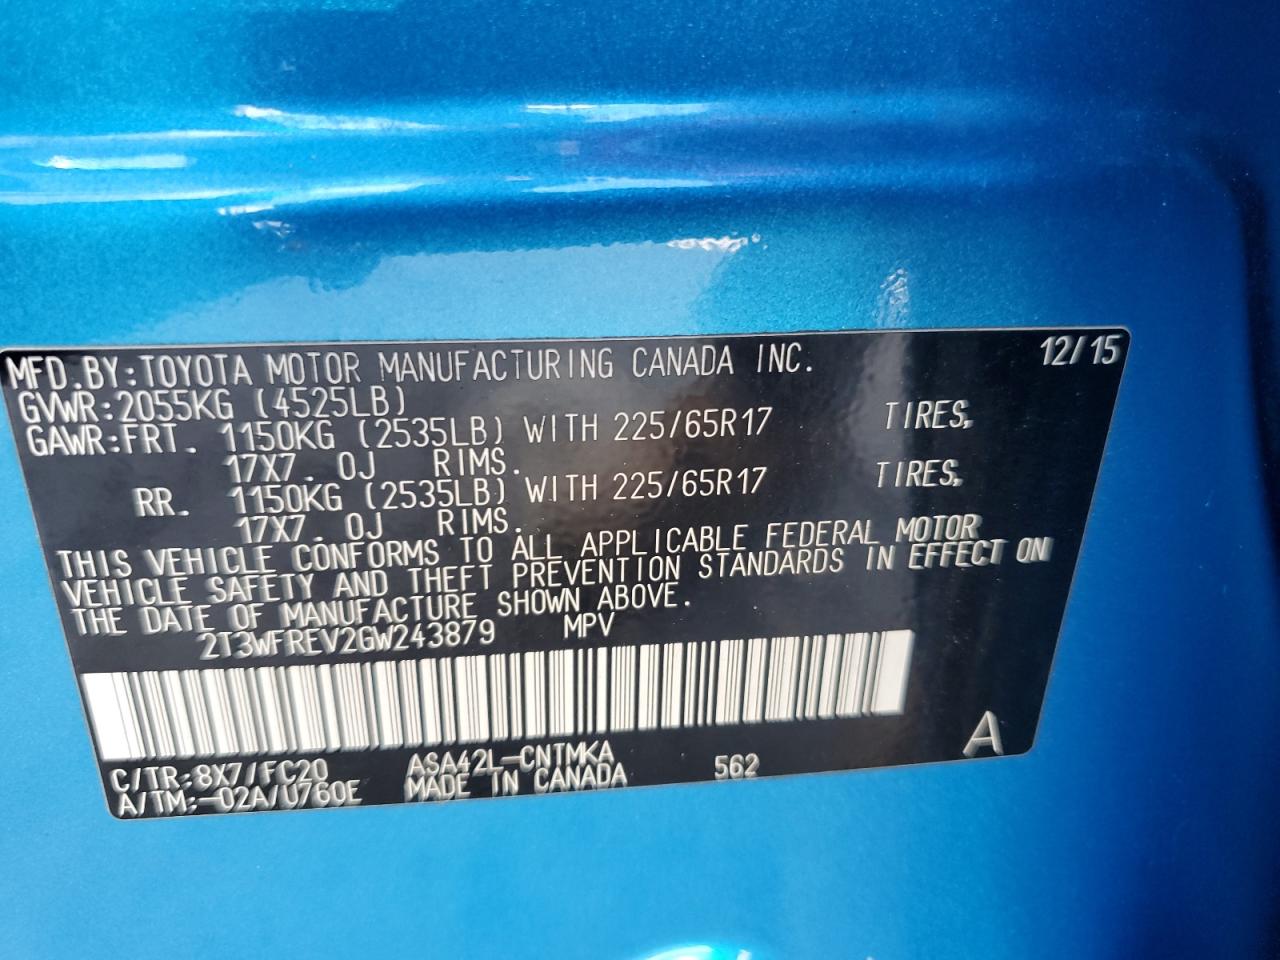 MFD.BY:TOYOTA MOTOR MANUFACTURING CANADA INC. 12/15
GVWR:2055KG (4525LB)
GAWR:FRT. 1150KG (2535LB) WITH 225/65R17 TIRES,
17X7. 0J RIMS.
RR. 1150KG (2535LB) WITH 225/65R17 TIRES,
17X7. 0J RIMS.
THIS VEHICLE CONFORMS TO ALL APPLICABLE FEDERAL MOTOR
VEHICLE SAFETY AND THEFT PREVENTION STANDARDS IN EFFECT ON
THE DATE OF MANUFACTURE SHOWN ABOVE.
2T3WFREV2GW243879 MPV
C/TR:8X7/FC20 ASA42L-CNTMKA 562 A
A/TM:-02A/U760E MADE IN CANADA